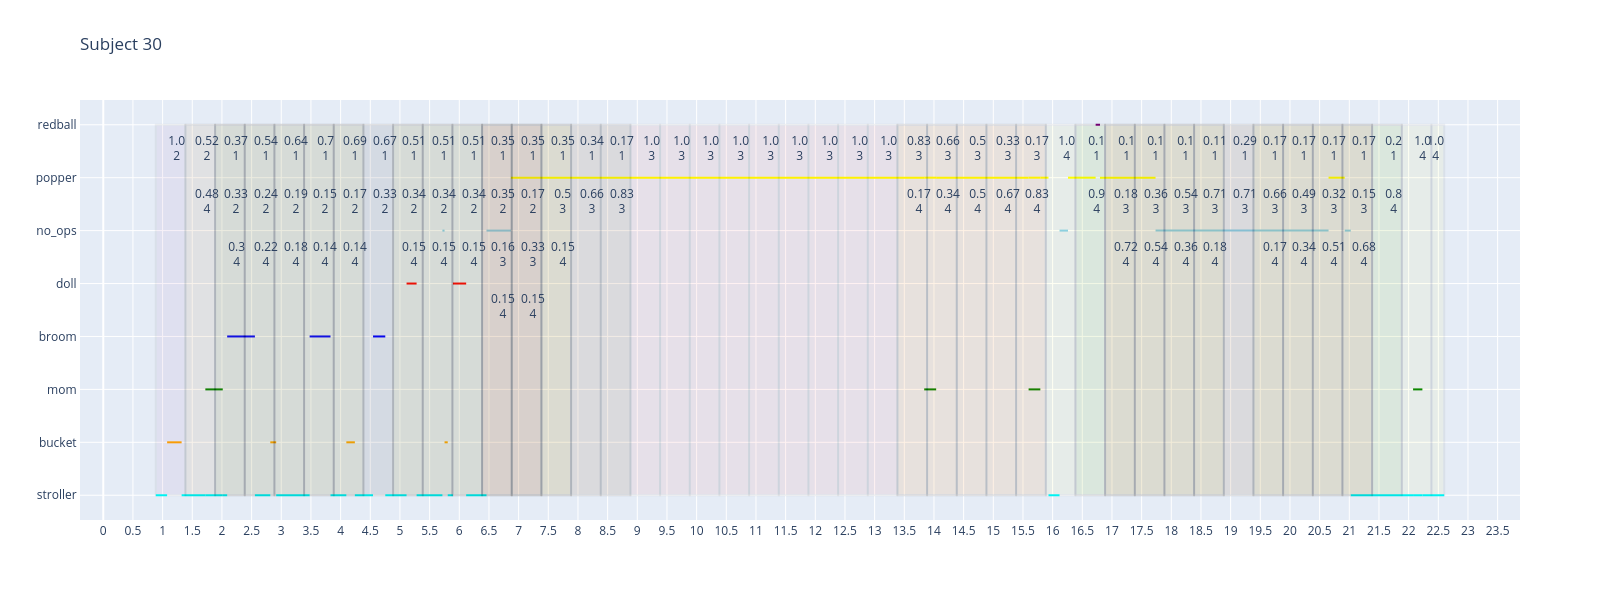 Subject 30
redball
1.0 0.52 0.37 0.54 0.64 0.7 0.69 0.67 0.51 0.51 0.51 0.35 0.35 0.35 0.34 0.17 1.0 1.0 1.0 1.0 1.0 1.0 1.0 1.0 1.0 0.83 0.66 0.5 0.33 0.17 1.0 0.1 0.1 0.1 0.1 0.11 0.29 0.17 0.17 0.17 0.17 0.2 1.0 1.0
2 2 1 1 1 1 1 1 1 1 1 1 1 1 1 1 3 3 3 3 3 3 3 3 3 3 3 3 3 3 4 1 1 1 1 1 1 1 1 1 1 1 4 4
popper
0.48 0.33 0.24 0.19 0.15 0.17 0.33 0.34 0.34 0.34 0.35 0.17 0.5 0.66 0.83 0.17 0.34 0.5 0.67 0.83 0.9 0.18 0.36 0.54 0.71 0.71 0.66 0.49 0.32 0.15 0.8
4 2 2 2 2 2 2 2 2 2 2 2 3 3 3 4 4 4 4 4 4 3 3 3 3 3 3 3 3 3 4
no_ops
0.3 0.22 0.18 0.14 0.14 0.15 0.15 0.15 0.16 0.33 0.15 0.72 0.54 0.36 0.18 0.17 0.34 0.51 0.68
4 4 4 4 4 4 4 4 3 3 4 4 4 4 4 4 4 4 4
doll
0.15 0.15
4 4
broom
mom
bucket
stroller
0 0.5 1 1.5 2 2.5 3 3.5 4 4.5 5 5.5 6 6.5 7 7.5 8 8.5 9 9.5 10 10.5 11 11.5 12 12.5 13 13.5 14 14.5 15 15.5 16 16.5 17 17.5 18 18.5 19 19.5 20 20.5 21 21.5 22 22.5 23 23.5